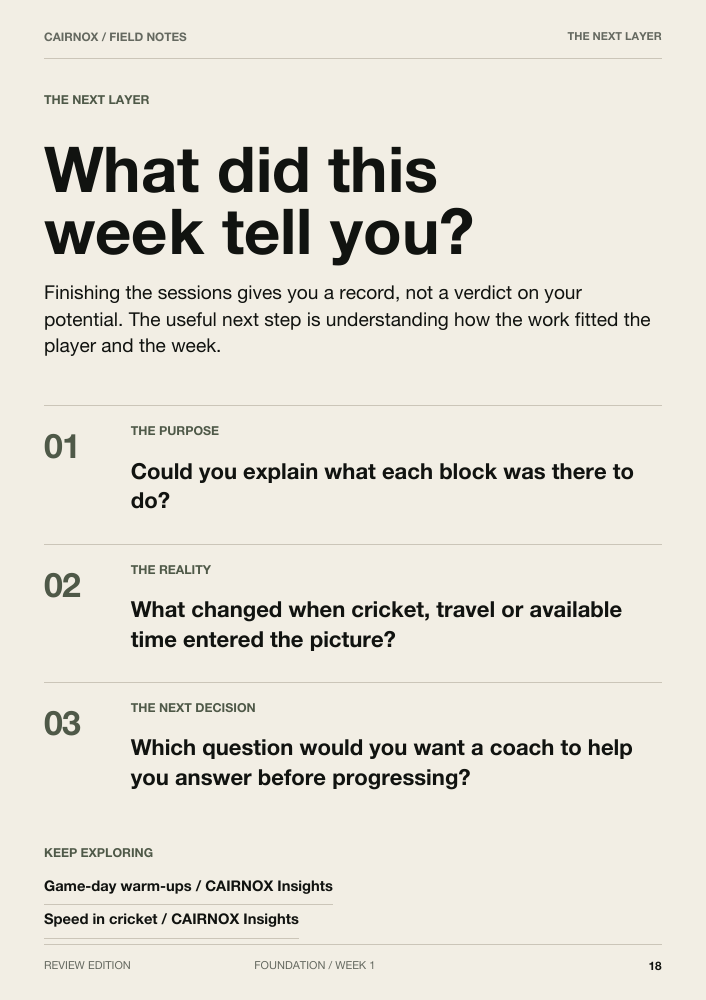 CAIRNOX / FIELD NOTES
THE NEXT LAYER
THE NEXT LAYER
What did this
week tell you?
Finishing the sessions gives you a record, not a verdict on your
potential. The useful next step is understanding how the work fitted the
player and the week.
01
THE PURPOSE
Could you explain what each block was there to
do?
02
THE REALITY
What changed when cricket, travel or available
time entered the picture?
03
THE NEXT DECISION
Which question would you want a coach to help
you answer before progressing?
KEEP EXPLORING
Game-day warm-ups / CAIRNOX Insights
Speed in cricket / CAIRNOX Insights
REVIEW EDITION
FOUNDATION / WEEK 1
18